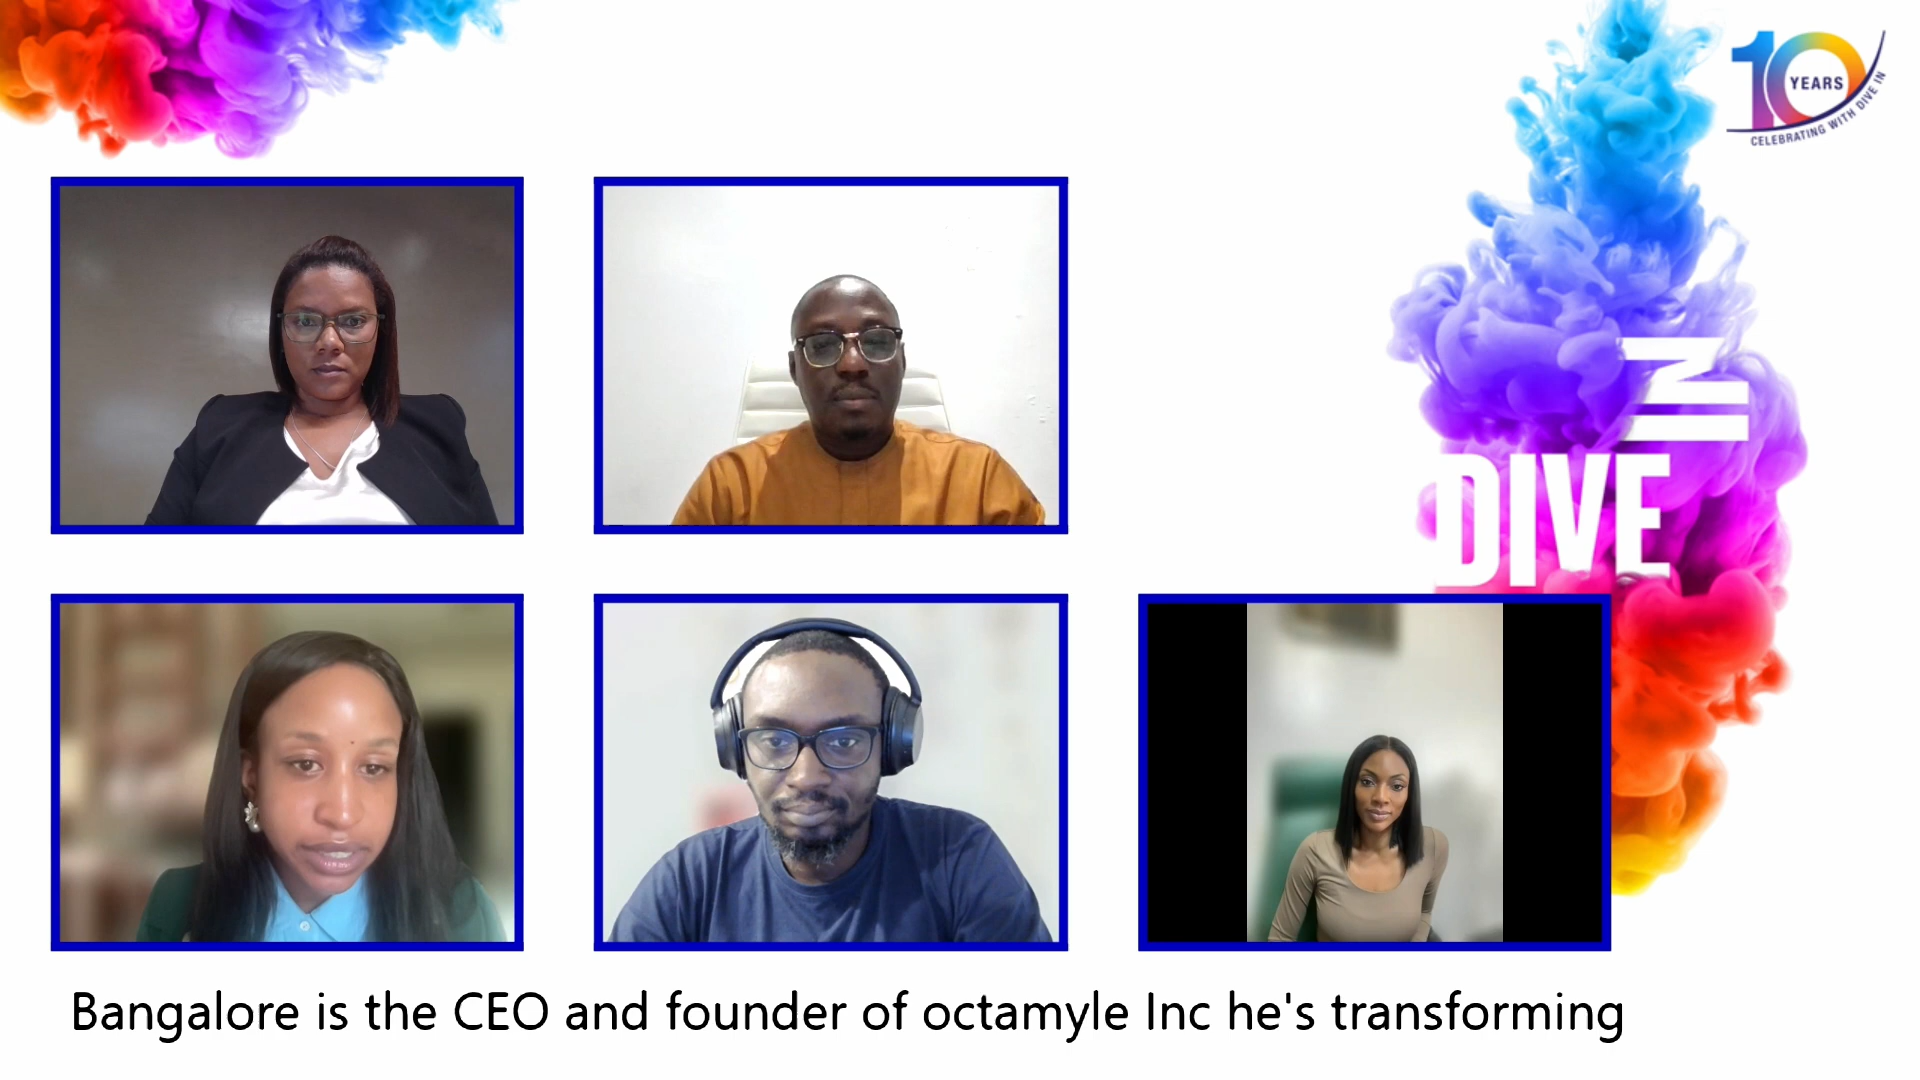 10 YEARS
CELEBRATING WITH DIVE IN
DIVE IN
Bangalore is the CEO and founder of octamyle Inc he's transforming